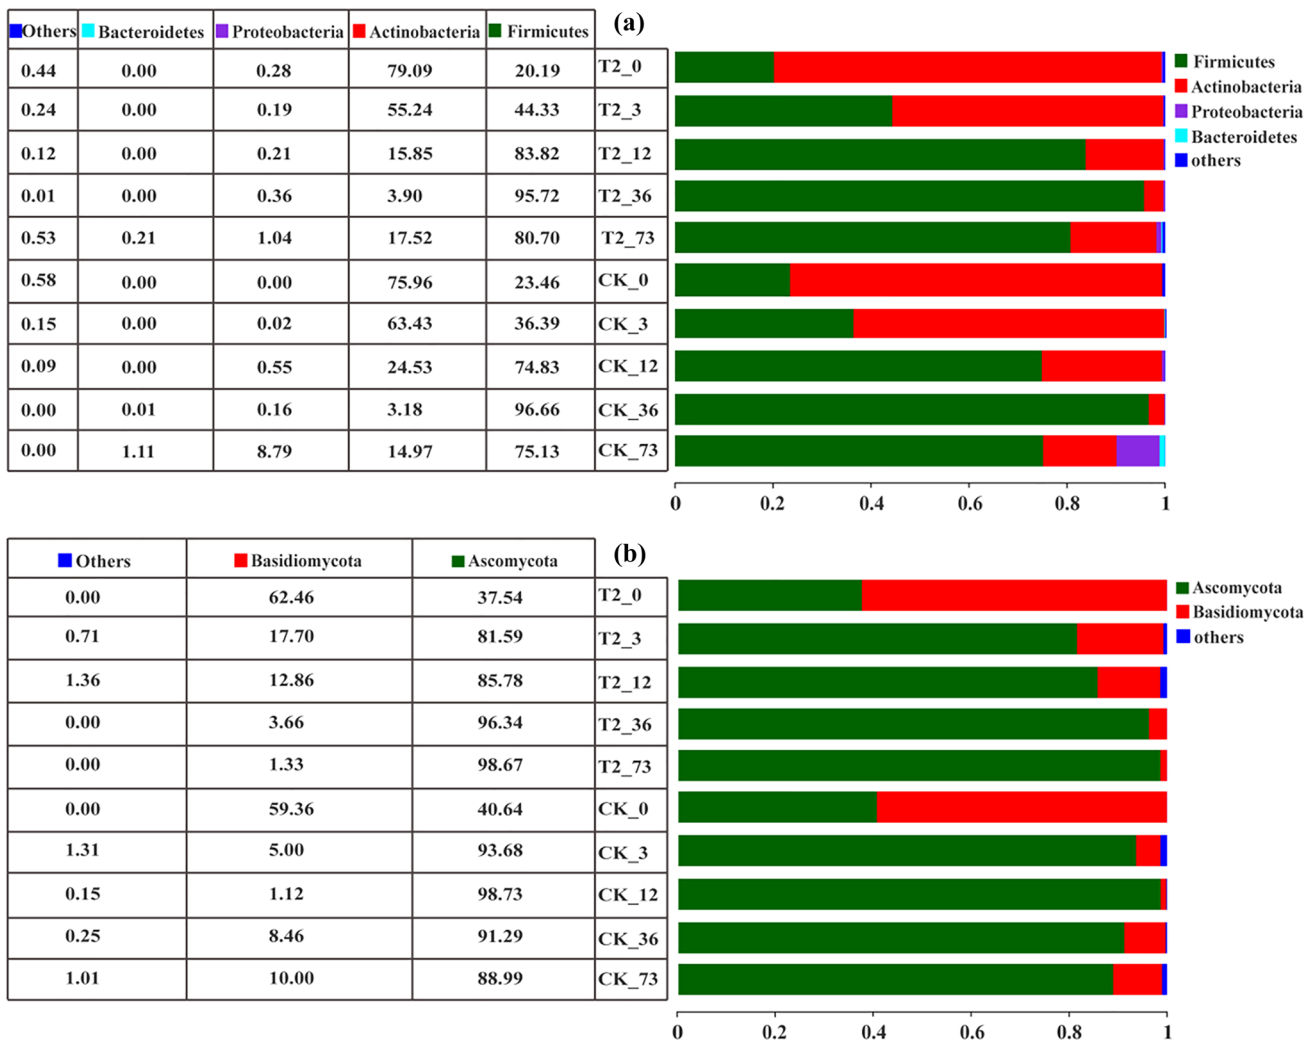 (a)
Others Bacteroidetes Proteobacteria Actinobacteria Firmicutes
0.44 0.00 0.28 79.09 20.19 T2_0
0.24 0.00 0.19 55.24 44.33 T2_3
0.12 0.00 0.21 15.85 83.82 T2_12
0.01 0.00 0.36 3.90 95.72 T2_36
0.53 0.21 1.04 17.52 80.70 T2_73
0.58 0.00 0.00 75.96 23.46 CK_0
0.15 0.00 0.02 63.43 36.39 CK_3
0.09 0.00 0.55 24.53 74.83 CK_12
0.00 0.01 0.16 3.18 96.66 CK_36
0.00 1.11 8.79 14.97 75.13 CK_73
Firmicutes
Actinobacteria
Proteobacteria
Bacteroidetes
others
0 0.2 0.4 0.6 0.8 1
(b)
Others Basidiomycota Ascomycota
0.00 62.46 37.54 T2_0
0.71 17.70 81.59 T2_3
1.36 12.86 85.78 T2_12
0.00 3.66 96.34 T2_36
0.00 1.33 98.67 T2_73
0.00 59.36 40.64 CK_0
1.31 5.00 93.68 CK_3
0.15 1.12 98.73 CK_12
0.25 8.46 91.29 CK_36
1.01 10.00 88.99 CK_73
Ascomycota
Basidiomycota
others
0 0.2 0.4 0.6 0.8 1